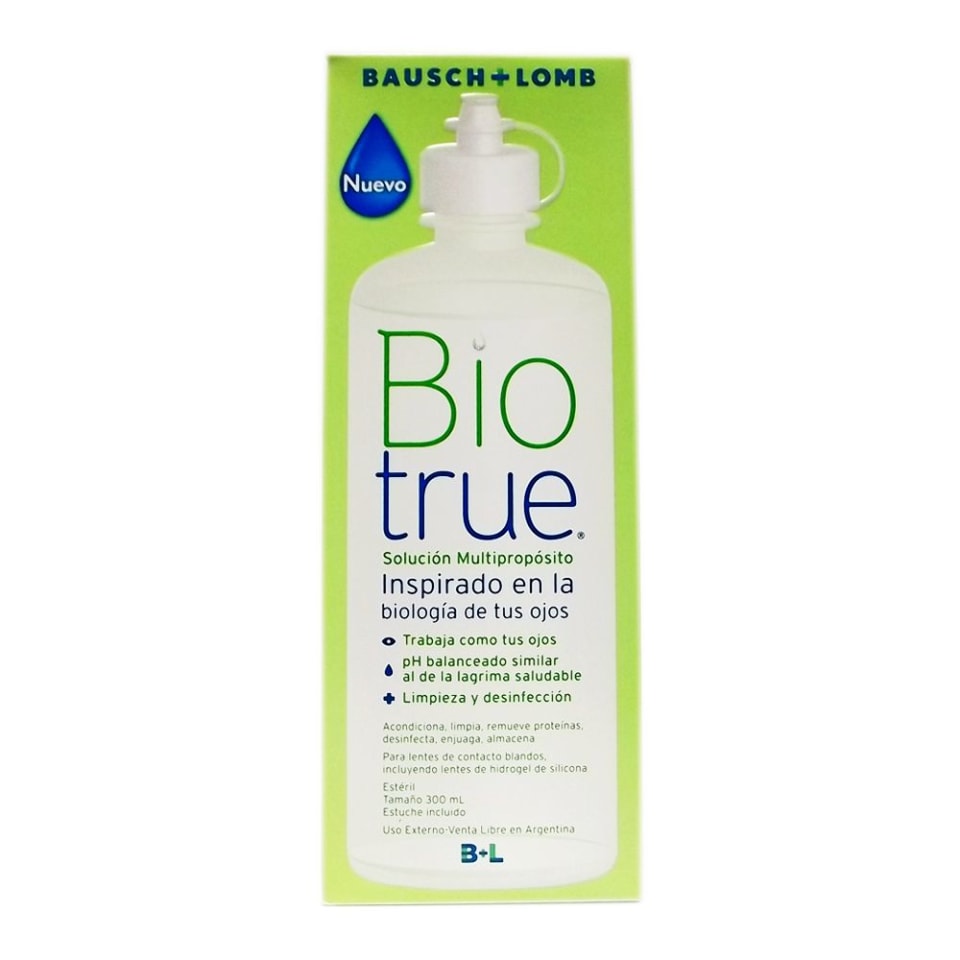 BAUSCH+LOMB
Nuevo
Bio
true®
Solución Multipropósito
Inspirado en la
biología de tus ojos
Trabaja como tus ojos
pH balanceado similar
al de la lagrima saludable
Limpieza y desinfección
Acondiciona, limpia, remueve proteínas,
desinfecta, enjuaga, almacena
Para lentes de contacto blandos,
incluyendo lentes de hidrogel de silicona
Estéril
Tamaño 300 mL
Estuche incluido
Uso Externo-Venta Libre en Argentina
B+L